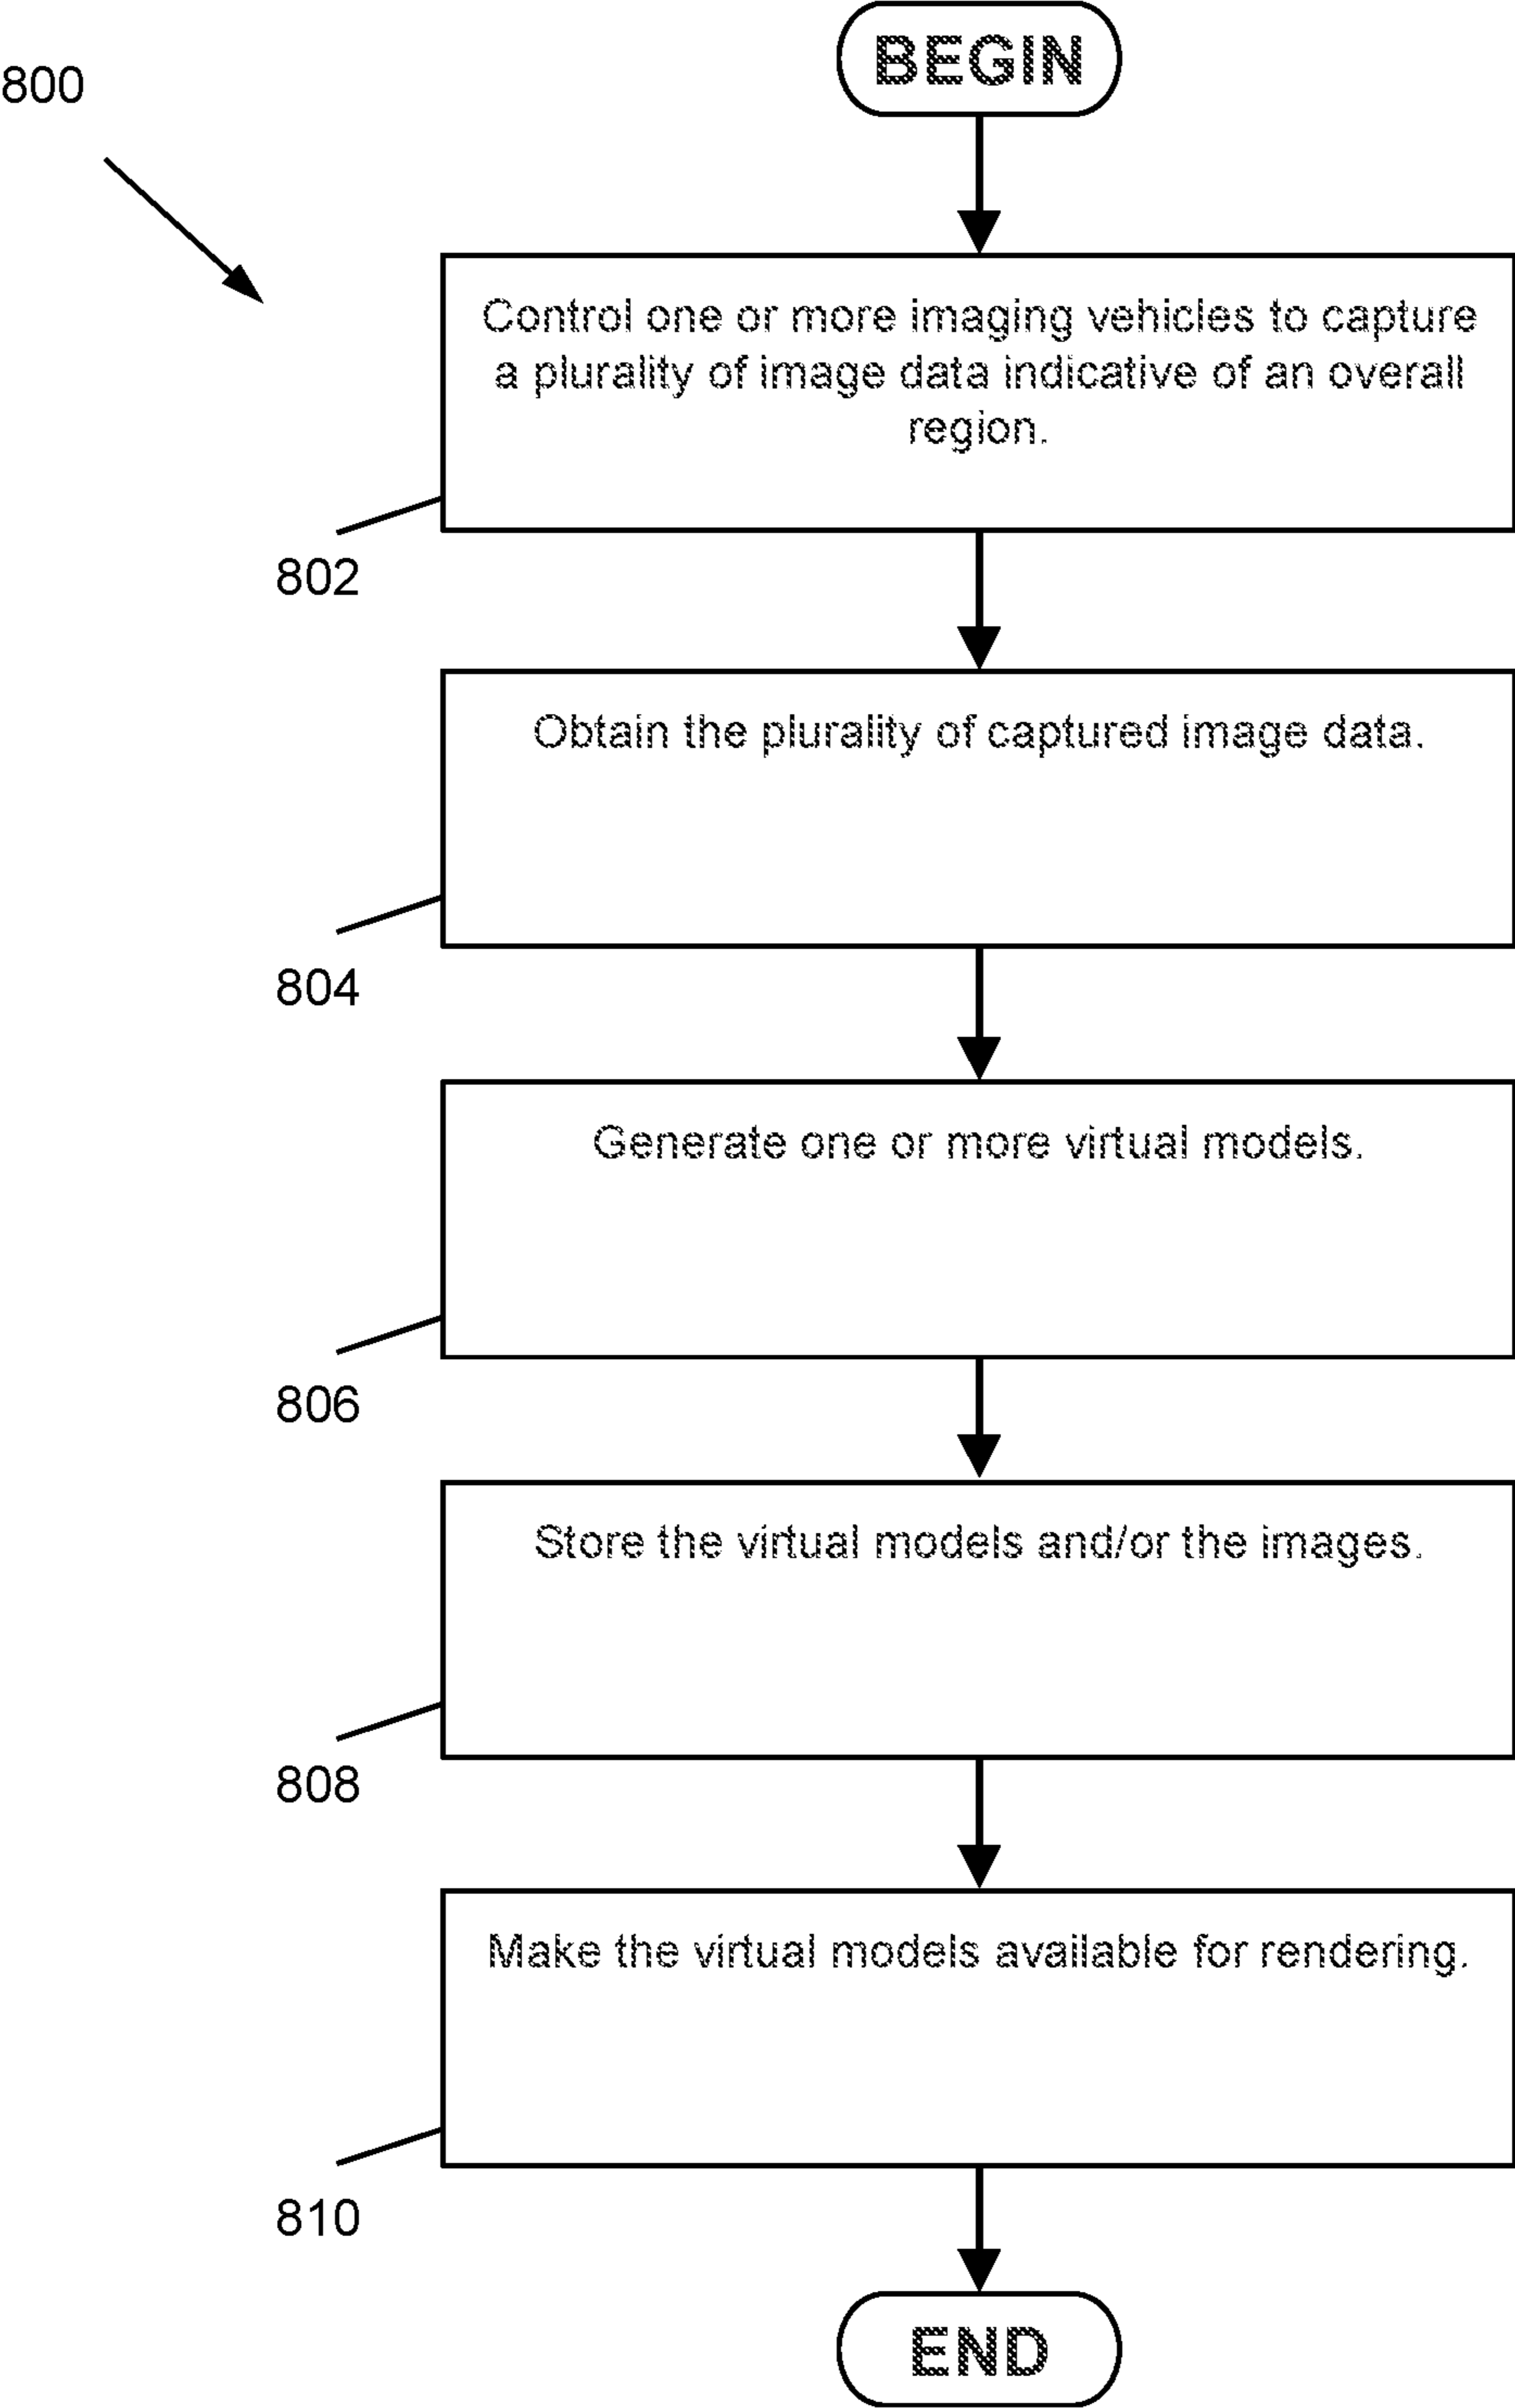 BEGIN
800
Control one or more imaging vehicles to capture
a plurality of image data indicative of an overall
region.
802
Obtain the plurality of captured image data.
804
Generate one or more virtual models.
806
Store the virtual models and/or the images.
808
Make the virtual models available for rendering.
810
END